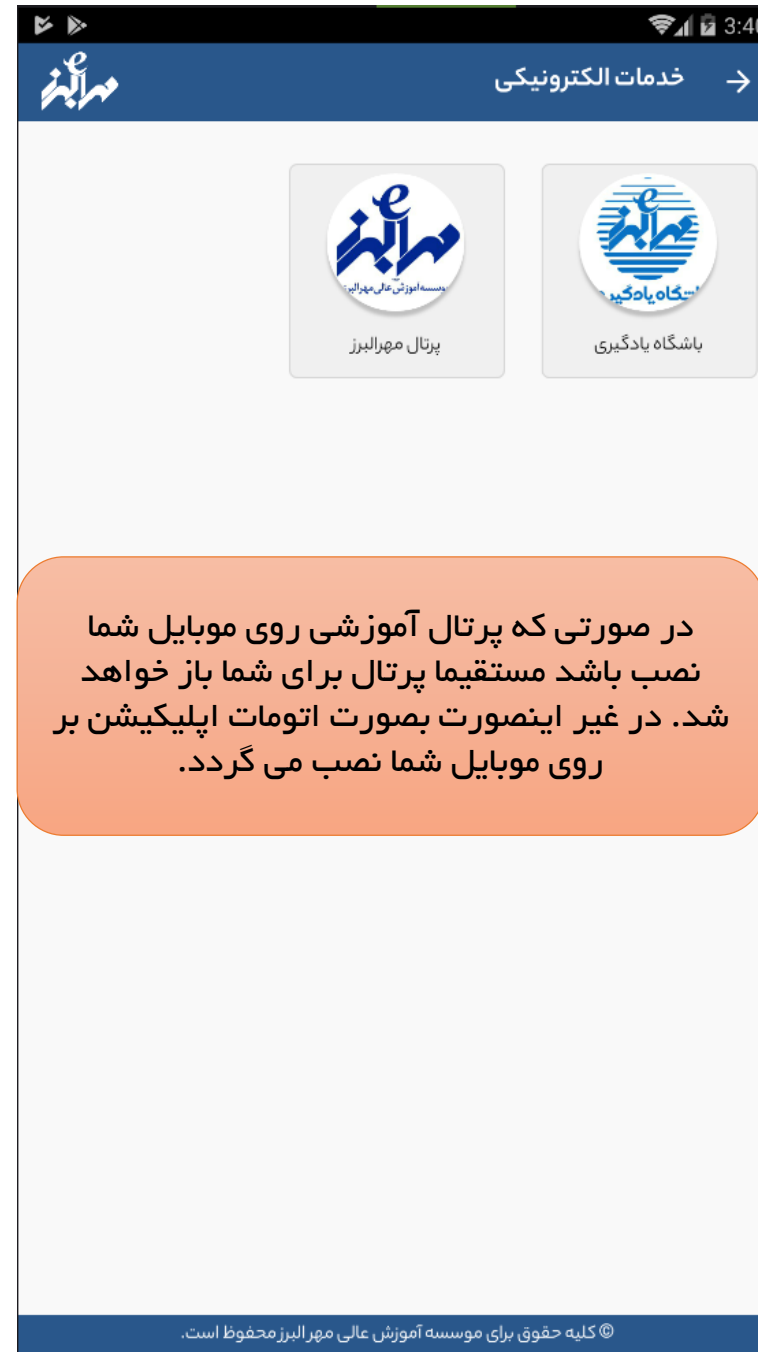 3:40
خدمات الکترونیکی
مهرالبرز
مهرالبرز
باشگاه یادگیری
مهرالبرز
موسسه آموزش عالی مهرالبرز
پرتال مهرالبرز
در صورتی که پرتال آموزشی روی موبایل شما
نصب باشد مستقیما پرتال برای شما باز خواهد
شد. در غیر اینصورت بصورت اتومات اپلیکیشن بر
روی موبایل شما نصب می گردد.
© کلیه حقوق برای موسسه آموزش عالی مهر البرز محفوظ است.